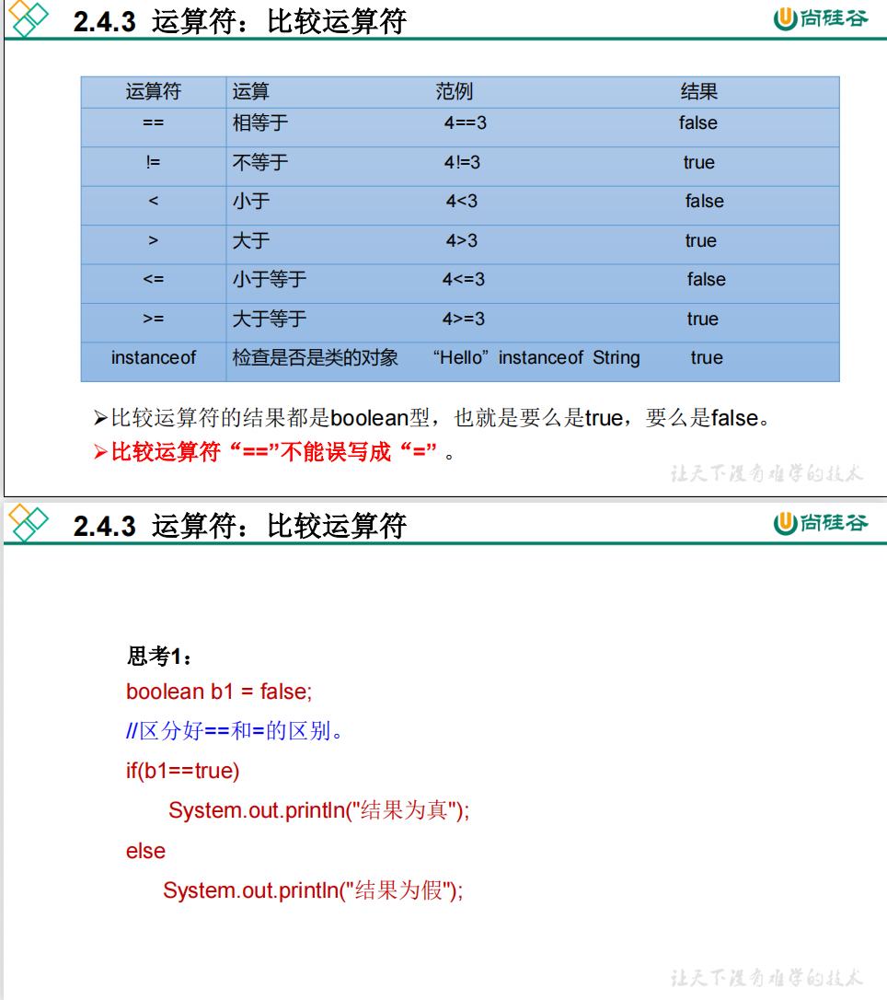 2.4.3 运算符：比较运算符
尚硅谷
运算符 运算 范例 结果
== 相等于 4==3 false
!= 不等于 4!=3 true
< 小于 4<3 false
> 大于 4>3 true
<= 小于等于 4<=3 false
>= 大于等于 4>=3 true
instanceof 检查是否是类的对象 “Hello” instanceof String true
➢比较运算符的结果都是boolean型，也就是要么是true，要么是false。
➢比较运算符“==”不能误写成“=” 。
让天下没有难学的技术
2.4.3 运算符：比较运算符
尚硅谷
思考1：
boolean b1 = false;
//区分好==和=的区别。
if(b1==true)
System.out.println("结果为真");
else
System.out.println("结果为假");
让天下没有难学的技术